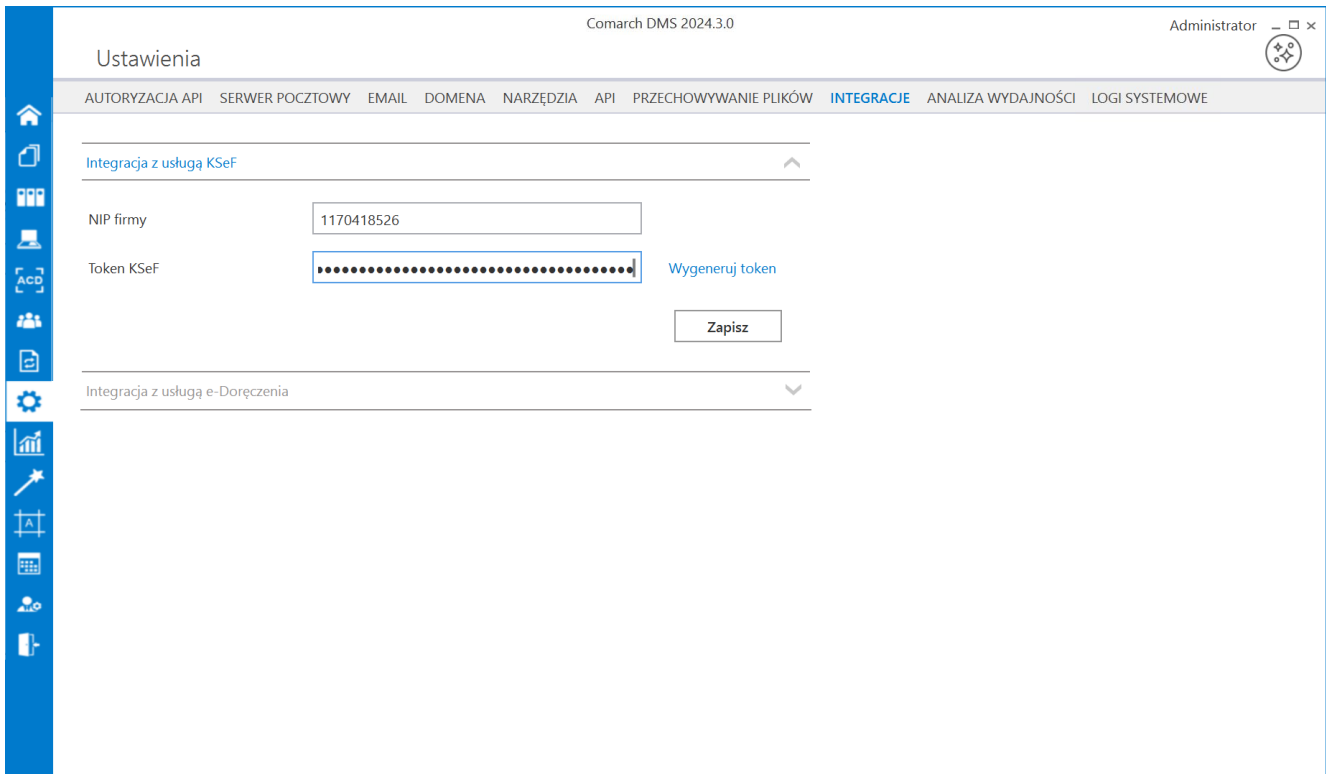 Comarch DMS 2024.3.0
Administrator
Ustawienia
AUTORYZACJA API SERWER POCZTOWY EMAIL DOMENA NARZĘDZIA API PRZECHOWYWANIE PLIKÓW INTEGRACJE ANALIZA WYDAJNOŚCI LOGI SYSTEMOWE
Integracja z usługą KSeF
NIP firmy 1170418526
Token KSeF Wygeneruj token
Zapisz
Integracja z usługą e-Doręczenia
ACD
A